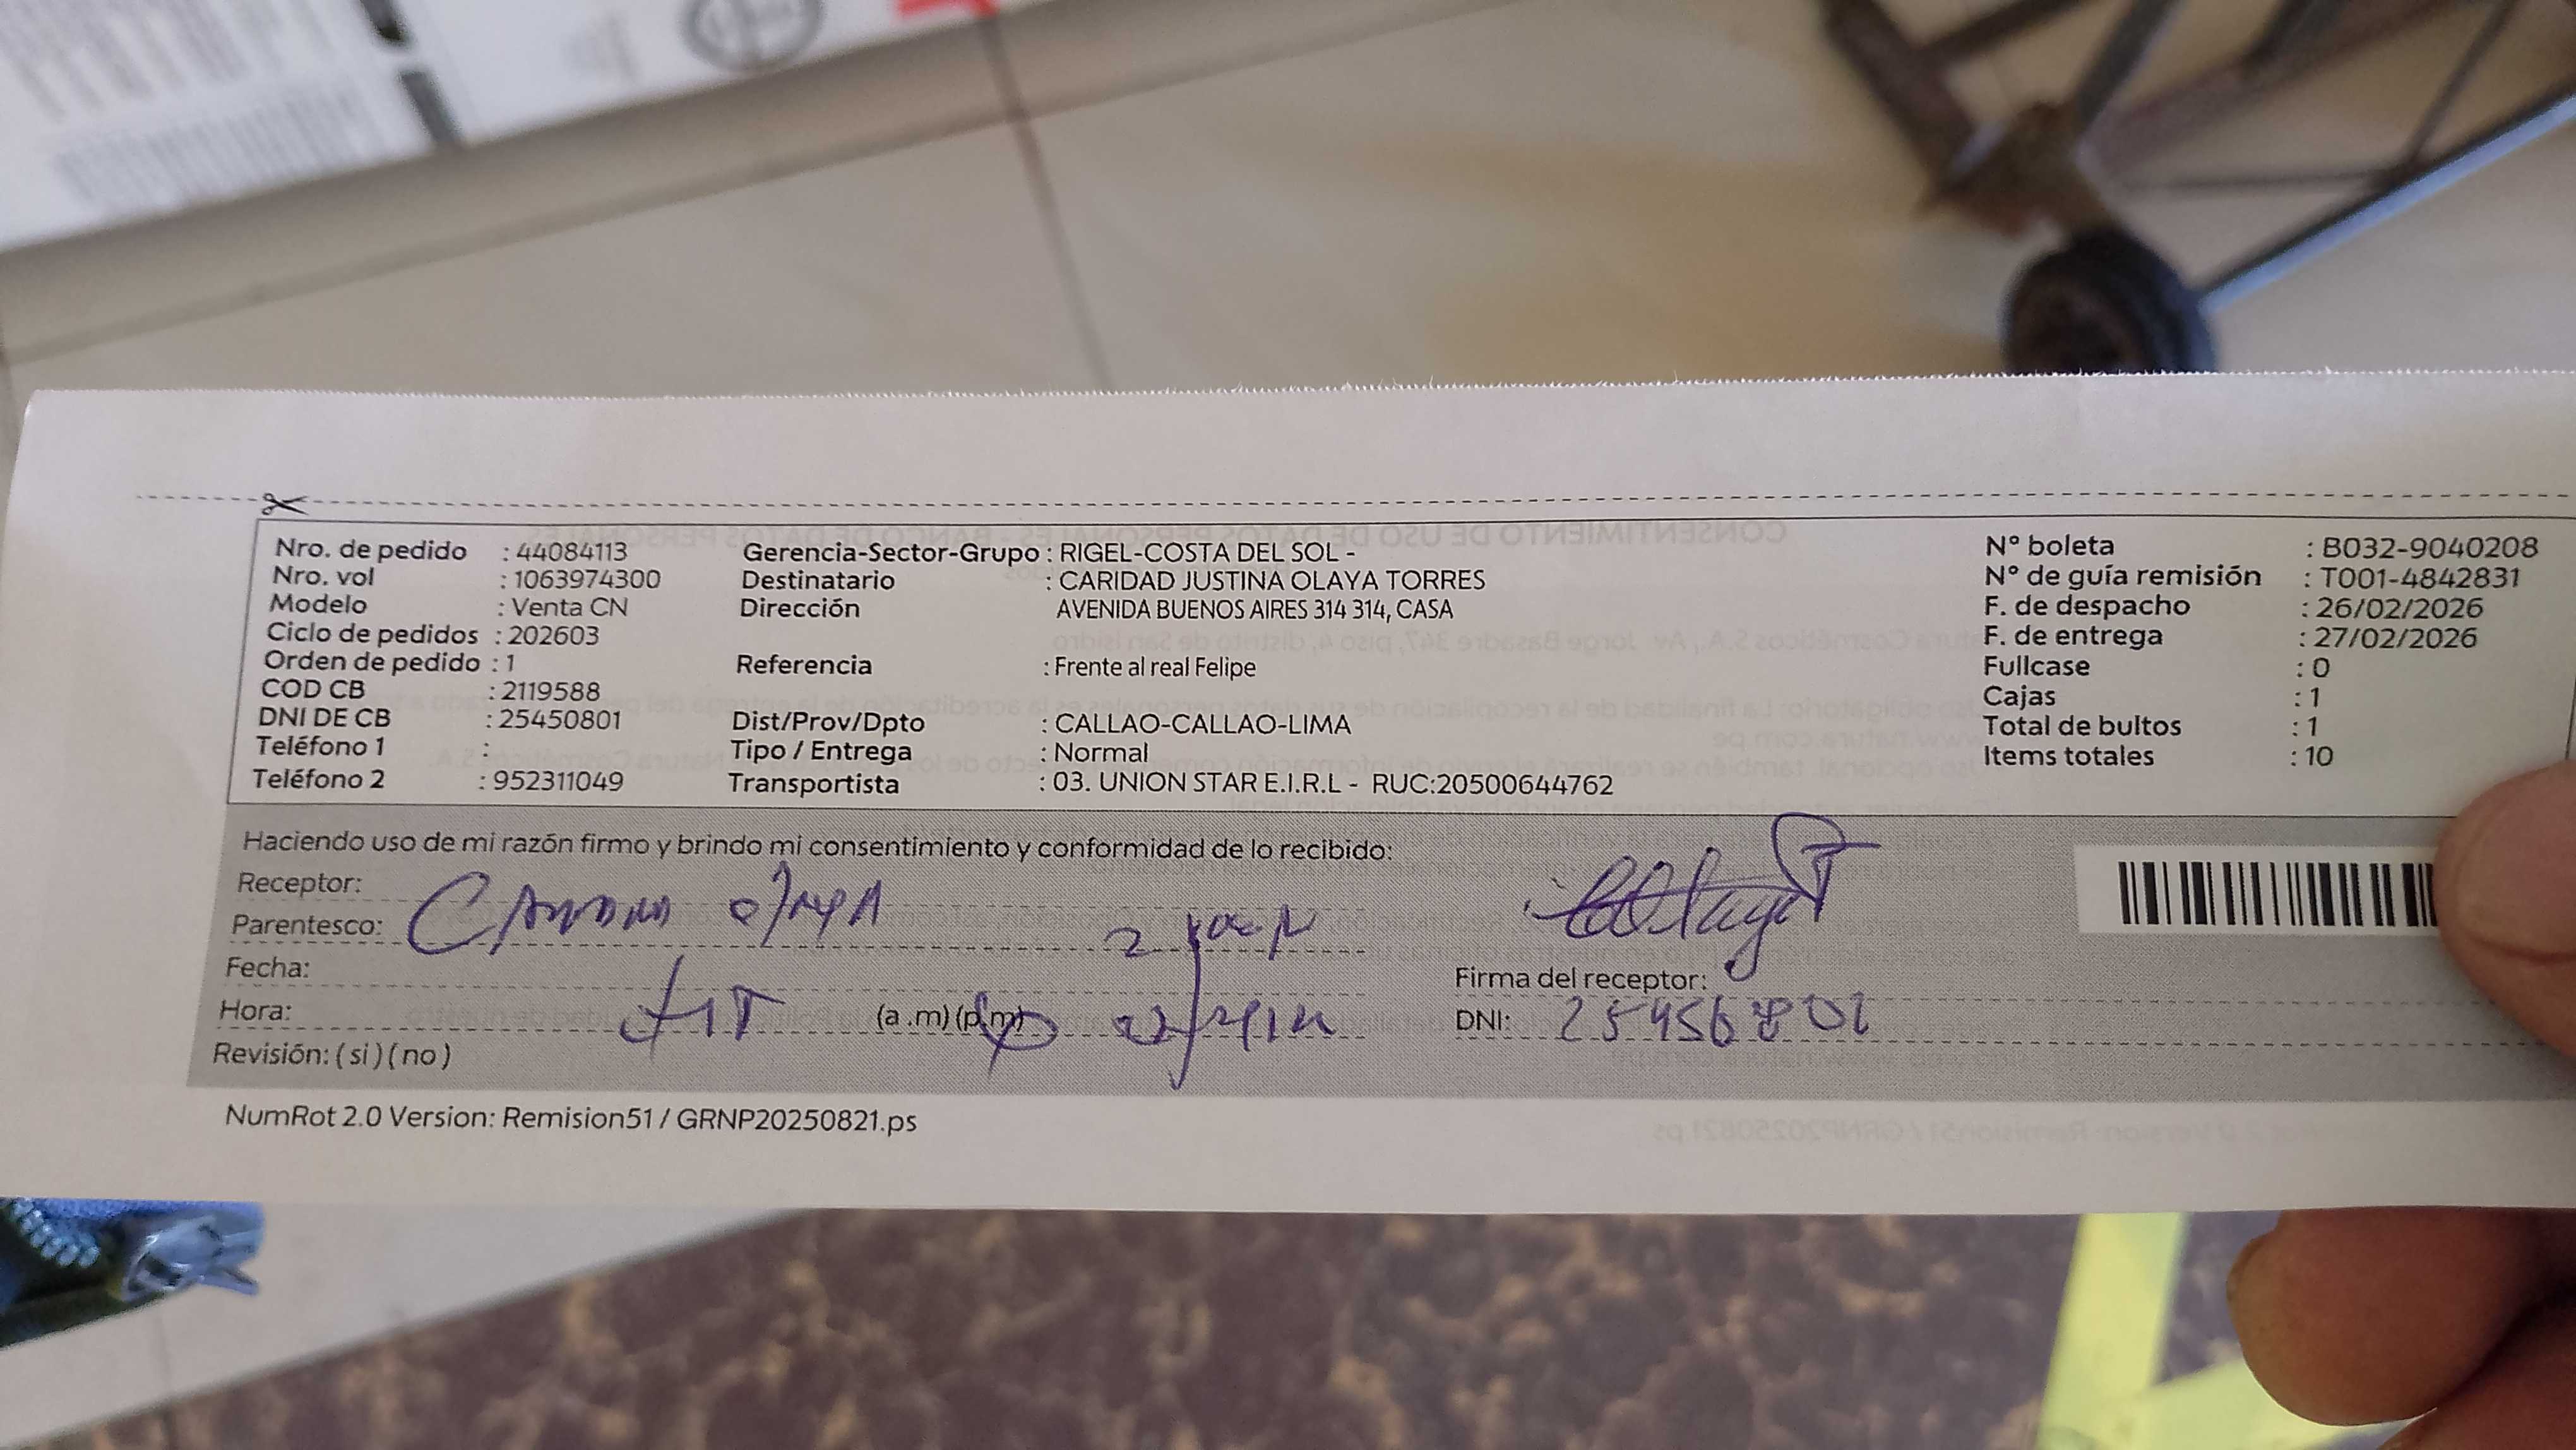 Nro. de pedido : 44084113
Nro. vol : 1063974300
Modelo : Venta CN
Ciclo de pedidos : 202603
Orden de pedido : 1
COD CB : 2119588
DNI DE CB : 25450801
Teléfono 1 :
Teléfono 2 : 952311049
Gerencia-Sector-Grupo : RIGEL-COSTA DEL SOL -
Destinatario : CARIDAD JUSTINA OLAYA TORRES
Dirección AVENIDA BUENOS AIRES 314 314, CASA
Referencia : Frente al real Felipe
Dist/Prov/Dpto : CALLAO-CALLAO-LIMA
Tipo / Entrega : Normal
Transportista : 03. UNION STAR E.I.R.L - RUC:20500644762
N° boleta : B032-9040208
N° de guía remisión : T001-4842831
F. de despacho : 26/02/2026
F. de entrega : 27/02/2026
Fullcase : 0
Cajas : 1
Total de bultos : 1
Items totales : 10
Haciendo uso de mi razón firmo y brindo mi consentimiento y conformidad de lo recibido:
Receptor:
Parentesco:
Fecha:
Hora: (a.m) (p.m)
Revisión: ( si ) ( no )
Firma del receptor:
DNI:
NumRot 2.0 Version: Remision51 / GRNP20250821.ps